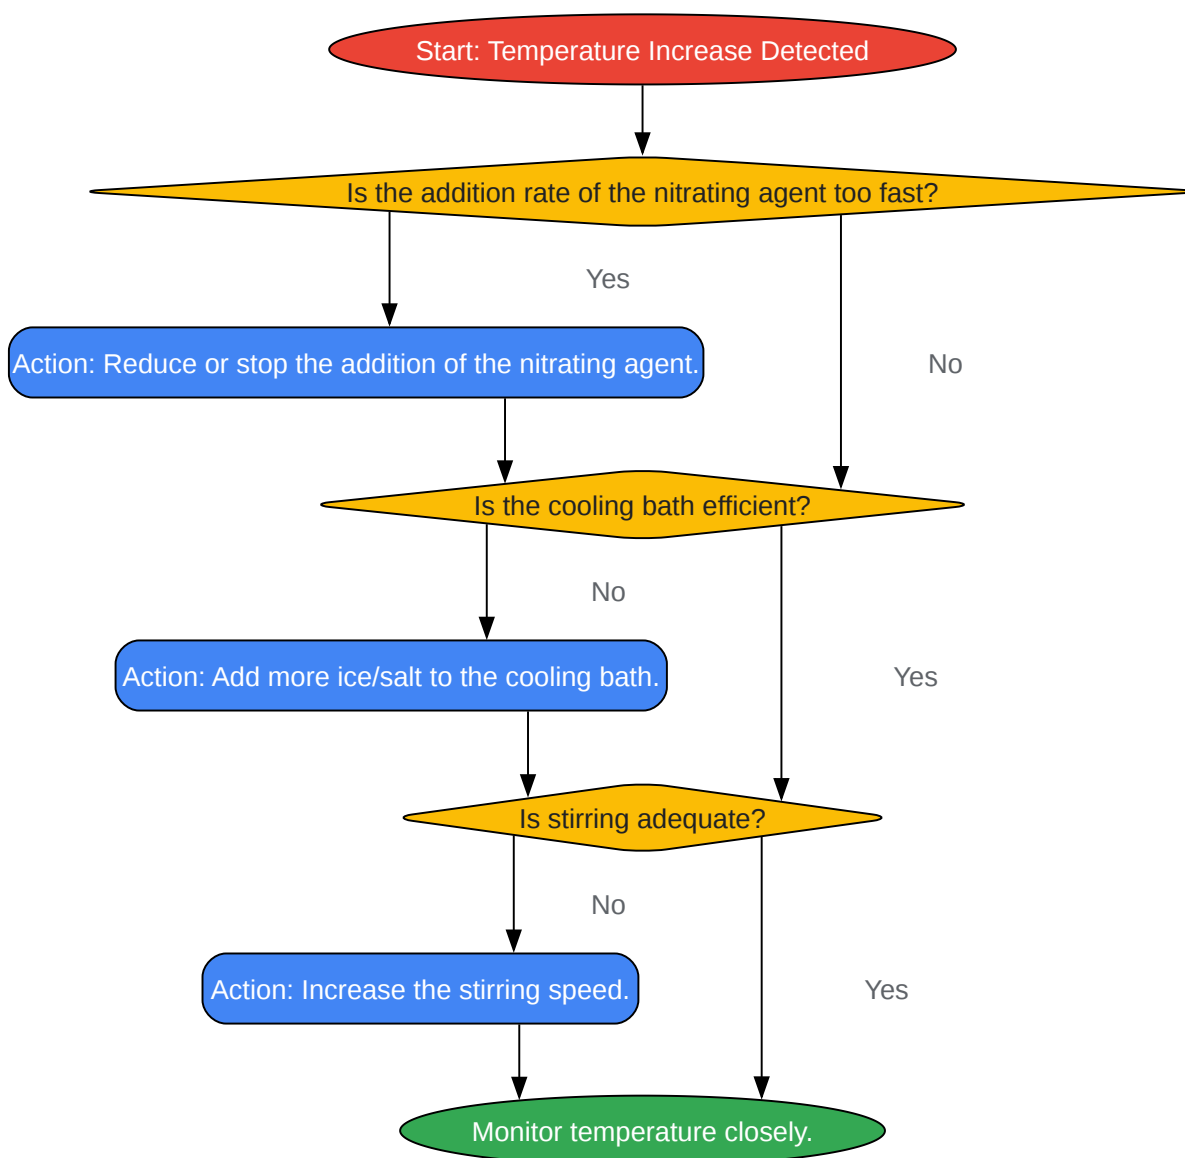 Start: Temperature Increase Detected
Is the addition rate of the nitrating agent too fast?
Yes
Action: Reduce or stop the addition of the nitrating agent.
No
Is the cooling bath efficient?
No
Action: Add more ice/salt to the cooling bath.
Yes
Is stirring adequate?
No
Action: Increase the stirring speed.
Yes
Monitor temperature closely.